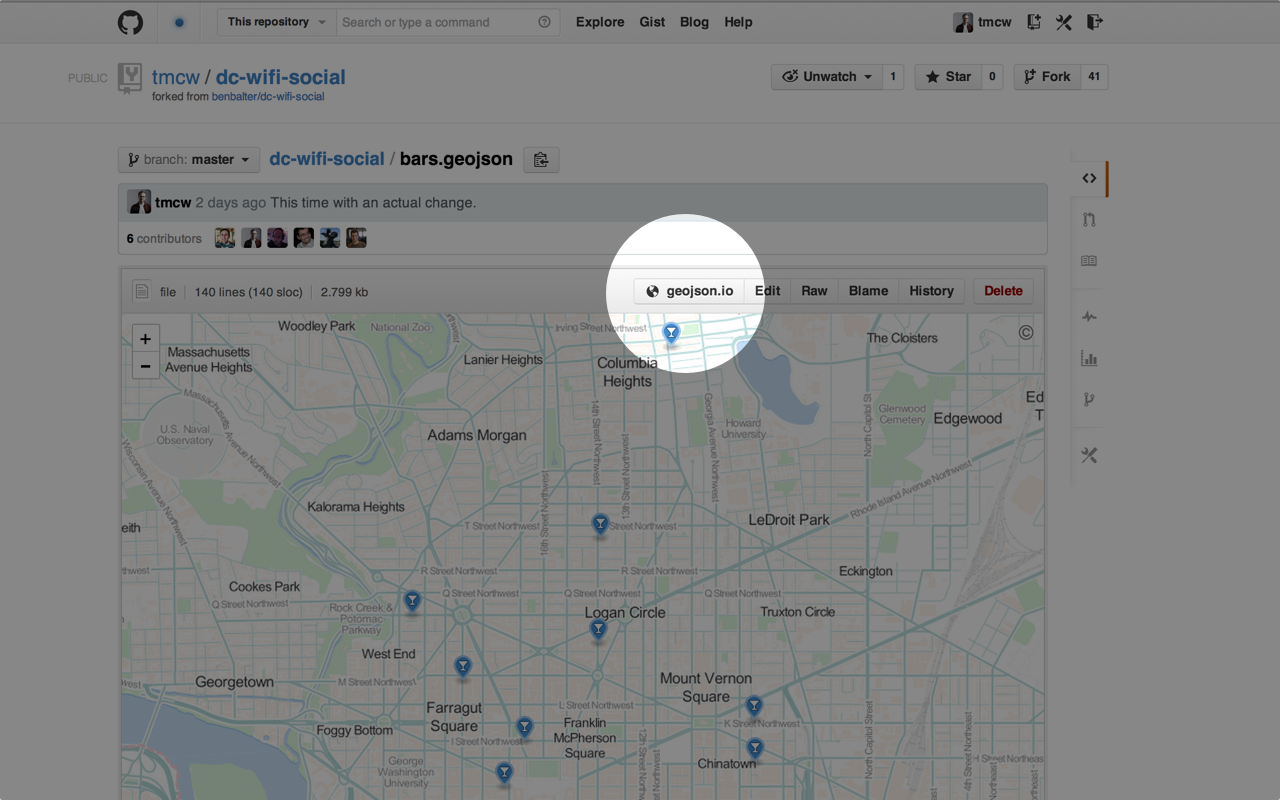 This repository
Search or type a command
Explore
Gist
Blog
Help
tmcw
PUBLIC
tmcw / dc-wifi-social
forked from benbalter/dc-wifi-social
Unwatch
1
Star
0
Fork
41
branch: master
dc-wifi-social / bars.geojson
tmcw 2 days ago This time with an actual change.
6 contributors
file
140 lines (140 sloc)
2.799 kb
geojson.io
Edit
Raw
Blame
History
Delete
+
−
©
Woodley Park
National Zoo
Irving Street Northwest
The Cloisters
Massachusetts
Avenue Heights
Lanier Heights
Columbia
Heights
Massachusetts Avenue Northwest
14th Street Northwest
Georgia Avenue Northwest
North Capitol St
Glenwood
Cemetery
Edgewood
Ed
T
U.S. Naval
Observatory
Adams Morgan
Howard
University
13th Street Northwest
Wisconsin Avenue Northwest
16th Street Northwest
Rhode Island Avenue Northwest
Kalorama Heights
LeDroit Park
eith
T Street Northwest
Street Northwest
hwest
R Street Northwest
R Street Northwest
Eckington
Cookes Park
Q Street Northwest
Q Street Northwest
Q Street Northwest
Q Street Northwest
Rock Creek &
Potomac
Parkway
Logan Circle
Truxton Circle
West End
Georgetown
west
M Street Northwest
Mount Vernon
Square
L Street Northwest
Farragut
Square
Franklin
McPherson
Square
K Street Northwest
Foggy Bottom
I Street Northwest
North Capitol Street
4th Street Northeast
12th Street Northwest
George
Washington
University
Chinatown
H Street Northeast